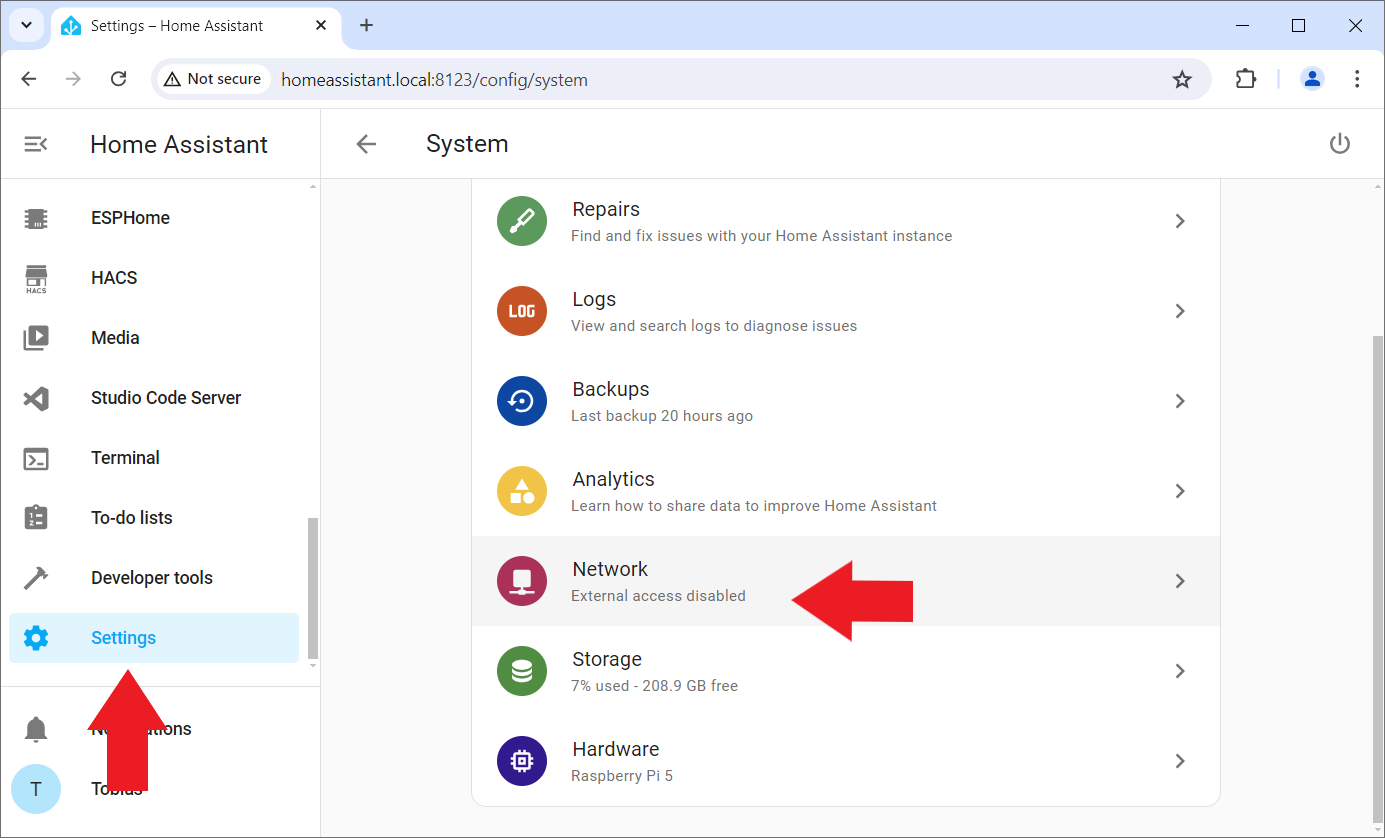 Settings – Home Assistant
Not secure
homeassistant.local:8123/config/system
Home Assistant
System
ESPHome
HACS
HACS
Media
Studio Code Server
Terminal
To-do lists
Developer tools
Settings
T
Repairs
Find and fix issues with your Home Assistant instance
LOG
Logs
View and search logs to diagnose issues
Backups
Last backup 20 hours ago
Analytics
Learn how to share data to improve Home Assistant
Network
External access disabled
Storage
7% used - 208.9 GB free
Hardware
Raspberry Pi 5